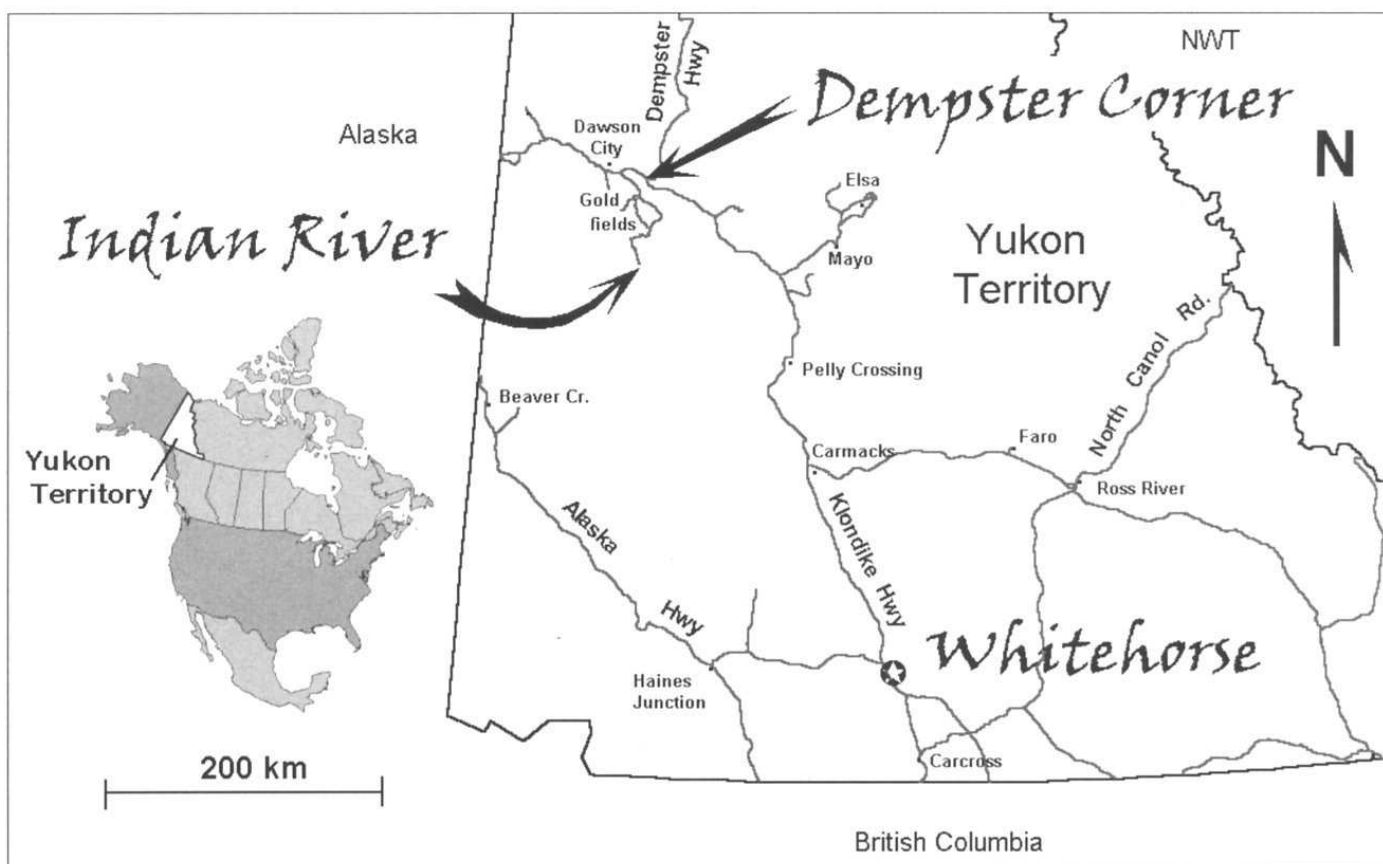 NWT
Dempster
Hwy
Dempster Corner
Alaska
Dawson
City
N
Elsa
Gold
fields
Indian River
Yukon
Territory
Mayo
North Canol Rd.
Pelly Crossing
Beaver Cr.
Faro
Carmacks
Yukon
Territory
Ross River
Klondike Hwy
Alaska
Hwy
Whitehorse
Haines
Junction
200 km
Carcross
British Columbia